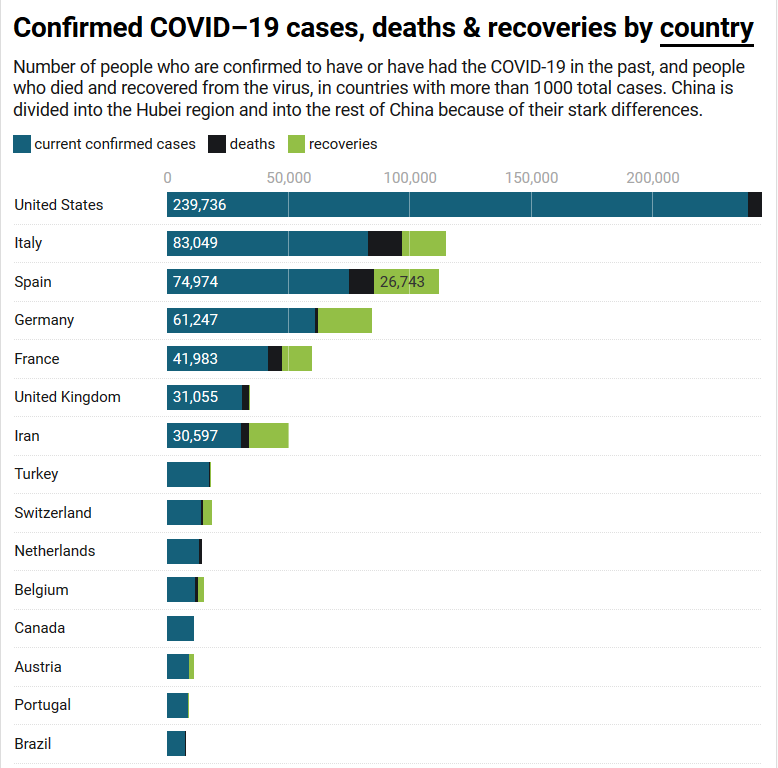 Confirmed COVID–19 cases, deaths & recoveries by country
Number of people who are confirmed to have or have had the COVID-19 in the past, and people
who died and recovered from the virus, in countries with more than 1000 total cases. China is
divided into the Hubei region and into the rest of China because of their stark differences.
current confirmed cases deaths recoveries
0 50,000 100,000 150,000 200,000
United States 239,736
Italy 83,049
Spain 74,974 26,743
Germany 61,247
France 41,983
United Kingdom 31,055
Iran 30,597
Turkey
Switzerland
Netherlands
Belgium
Canada
Austria
Portugal
Brazil